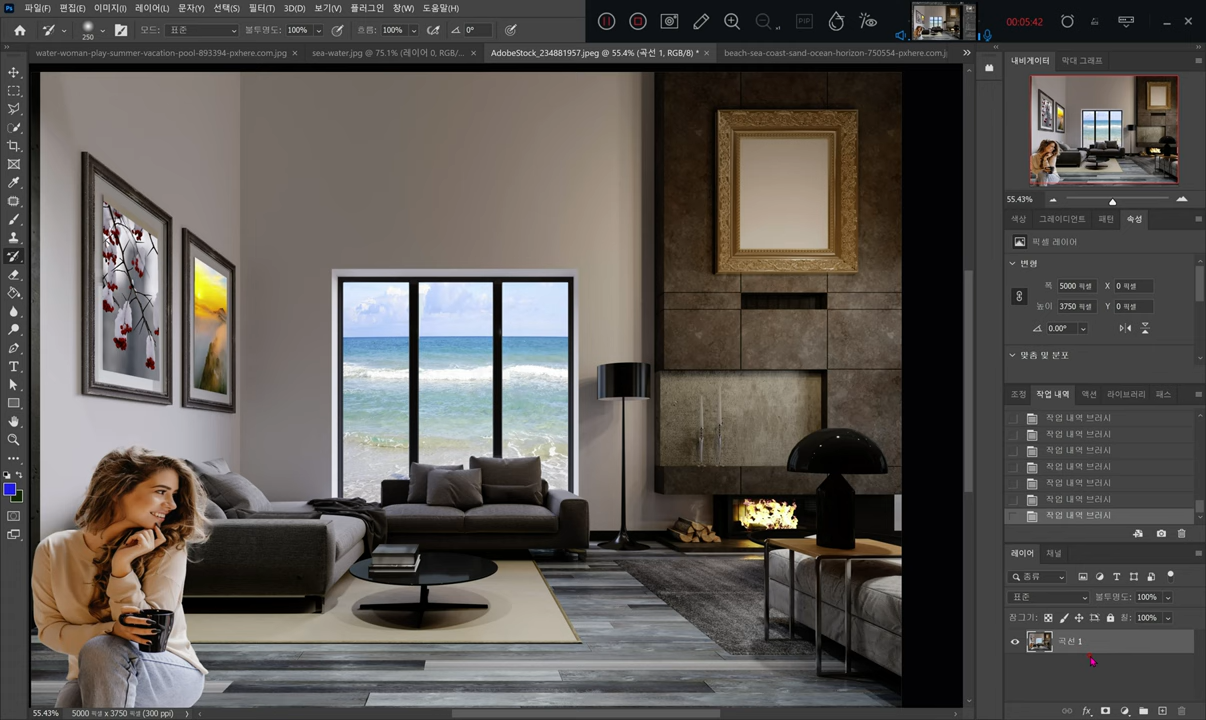 Ps 파일(F) 편집(E) 이미지(I) 레이어(L) 문자(Y) 선택(S) 필터(T) 3D(D) 보기(V) 플러그인 창(W) 도움말(H)
PIP
00:05:42
250 모드: 표준 불투명도: 100% 흐름: 100% 0°
water-woman-play-summer-vacation-pool-893394-pxhere.com.jpg
sea-water.jpg @ 75.1% (레이어 0, RGB/...
AdobeStock_234881957.jpeg @ 55.4% (곡선 1, RGB/8) *
beach-sea-coast-sand-ocean-horizon-750554-pxhere.com.j
내비게이터 막대 그래프
55.43%
색상 그레이디언트 패턴 속성
픽셀 레이어
변형
폭 5000 픽셀 X 0 픽셀
높이 3750 픽셀 Y 0 픽셀
0.00°
맞춤 및 분포
조정 작업 내역 액션 라이브러리 패스
작업 내역 브러시
작업 내역 브러시
작업 내역 브러시
작업 내역 브러시
작업 내역 브러시
작업 내역 브러시
작업 내역 브러시
레이어 채널
종류
표준 불투명도: 100%
잠그기: 칠: 100%
곡선 1
55.43% 5000 픽셀 x 3750 픽셀 (300 ppi)